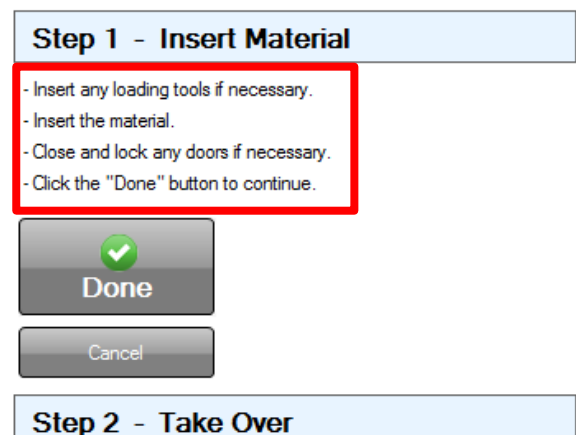 Step 1 - Insert Material
- Insert any loading tools if necessary.
- Insert the material.
- Close and lock any doors if necessary.
- Click the "Done" button to continue.
Done
Cancel
Step 2 - Take Over